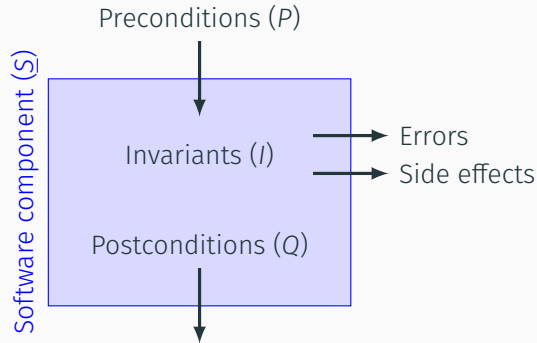 Preconditions (P)
Software component (S)
Invariants (I)
Errors
Side effects
Postconditions (Q)